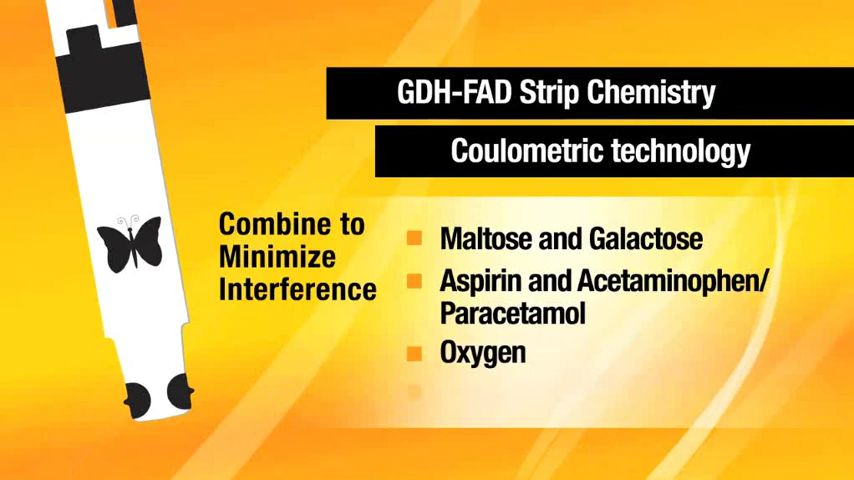 GDH-FAD Strip Chemistry
Coulometric technology
Combine to
Minimize
Interference
Maltose and Galactose
Aspirin and Acetaminophen/
Paracetamol
Oxygen